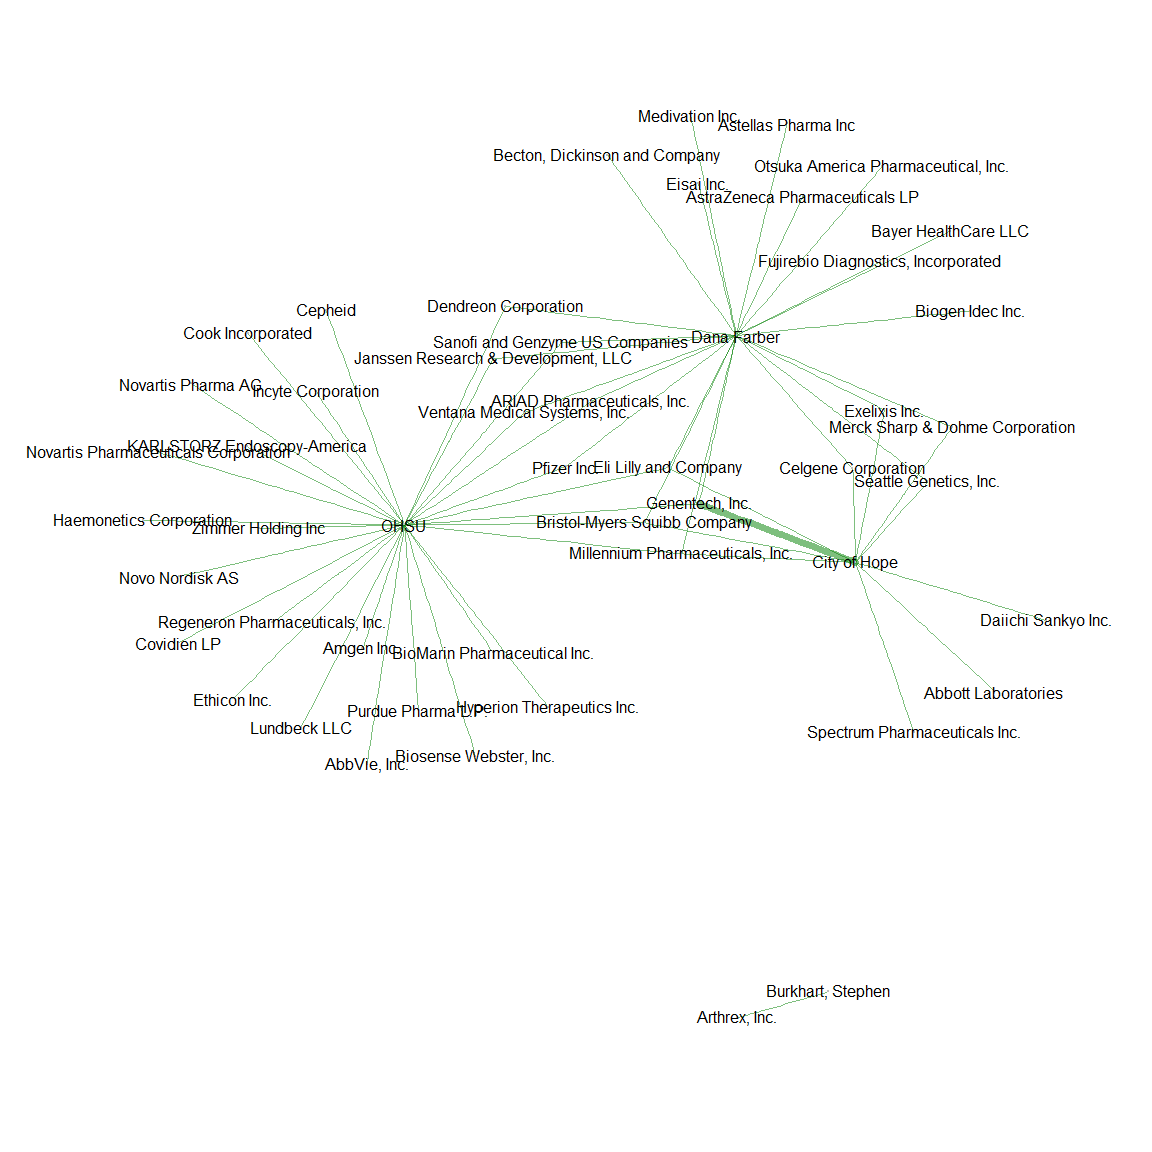 Medivation Inc.
Astellas Pharma Inc
Becton, Dickinson and Company
Otsuka America Pharmaceutical, Inc.
Eisai Inc.
AstraZeneca Pharmaceuticals LP
Bayer HealthCare LLC
Fujirebio Diagnostics, Incorporated
Dendreon Corporation
Cepheid
Biogen Idec Inc.
Cook Incorporated
Dana Farber
Sanofi and Genzyme US Companies
Janssen Research & Development, LLC
Novartis Pharma AG
Incyte Corporation
ARIAD Pharmaceuticals, Inc.
Ventana Medical Systems, Inc.
Exelixis Inc.
Merck Sharp & Dohme Corporation
KARL STORZ Endoscopy-America
Novartis Pharmaceuticals Corporation
Pfizer Inc.
Eli Lilly and Company
Celgene Corporation
Seattle Genetics, Inc.
Genentech, Inc.
Haemonetics Corporation
Zimmer Holding Inc
OHSU
Bristol-Myers Squibb Company
Millennium Pharmaceuticals, Inc.
City of Hope
Novo Nordisk AS
Regeneron Pharmaceuticals, Inc.
Daiichi Sankyo Inc.
Covidien LP
Amgen Inc.
BioMarin Pharmaceutical Inc.
Abbott Laboratories
Ethicon Inc.
Purdue Pharma L.P.
Hyperion Therapeutics Inc.
Lundbeck LLC
Spectrum Pharmaceuticals Inc.
AbbVie, Inc.
Biosense Webster, Inc.
Burkhart, Stephen
Arthrex, Inc.